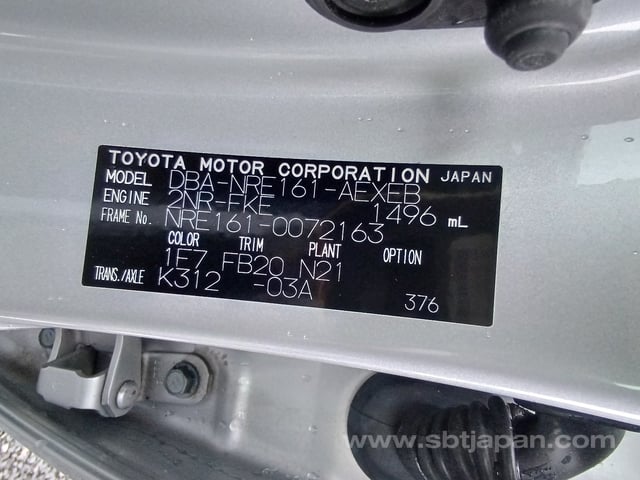 TOYOTA MOTOR CORPORATION JAPAN
MODEL DBA-NRE161-AEXEB
ENGINE 2NR-FKE 1496 mL
FRAME No. NRE161-0072163
COLOR TRIM PLANT OPTION
1F7 FB20 N21
TRANS./AXLE K312 -03A
376
www.sbtjapan.com